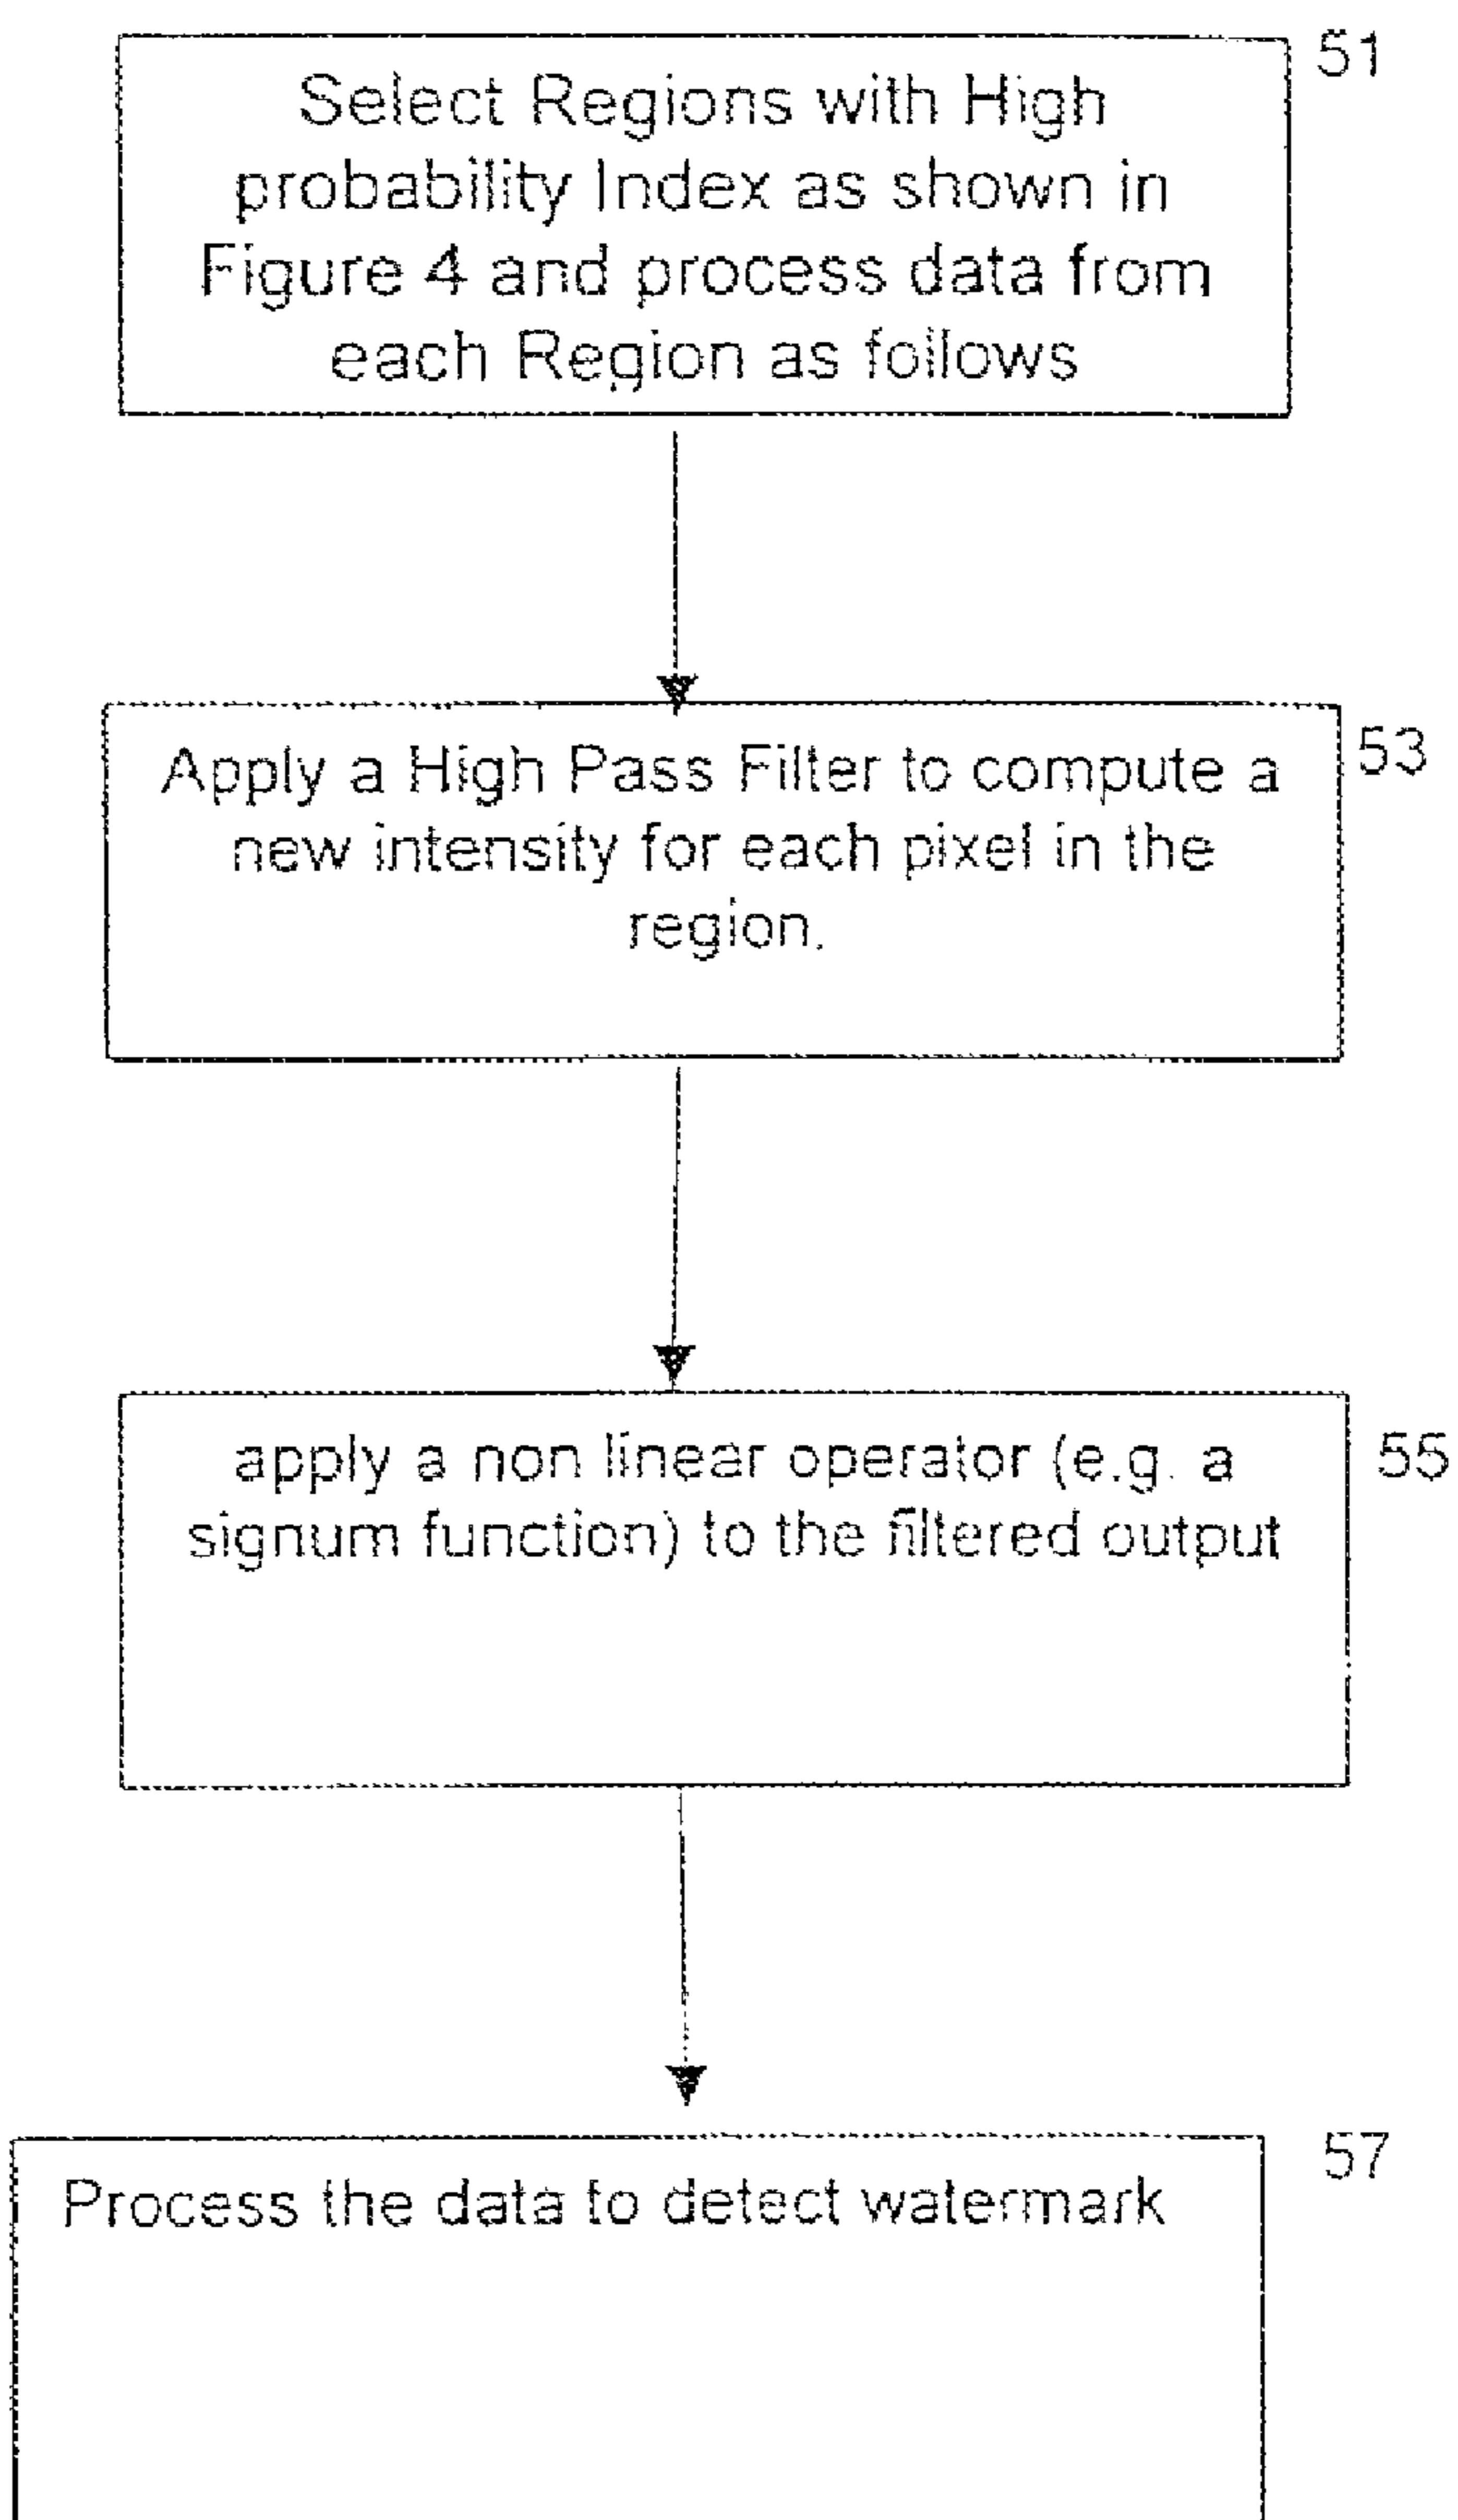 51
Select Regions with High
probability Index as shown in
Figure 4 and process data from
each Region as follows
53
Apply a High Pass Filter to compute a
new intensity for each pixel in the
region.
55
apply a non linear operator (e.g. a
signum function) to the filtered output
57
Process the data to detect watermark